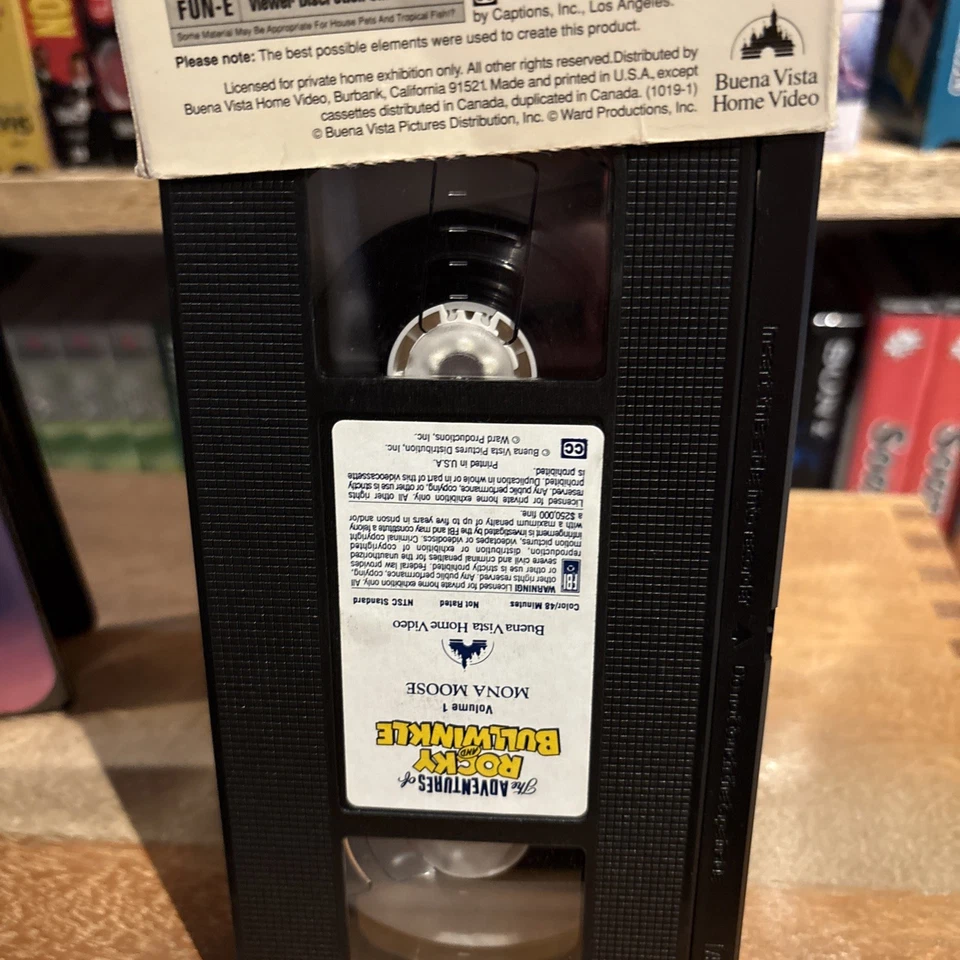 FUN-E Viewer Discretion
Some Material May Be Appropriate For House Pets And Tropical Fish!!
by Captions, Inc., Los Angeles.
Please note: The best possible elements were used to create this product.
Licensed for private home exhibition only. All other rights reserved.Distributed by
Buena Vista Home Video, Burbank, California 91521. Made and printed in U.S.A., except
cassettes distributed in Canada, duplicated in Canada. (1019-1)
© Buena Vista Pictures Distribution, Inc. © Ward Productions, Inc.
Buena Vista
Home Video
The ADVENTURES of
ROCKY
AND
BULLWINKLE
Volume 1
MONA MOOSE
Buena Vista Home Video
Color/48 Minutes Not Rated NTSC Standard
FBI
WARNING! Licensed for private home exhibition only. All
other rights reserved. Any public performance, copying,
or other use is strictly prohibited. Federal law provides
severe civil and criminal penalties for the unauthorized
reproduction, distribution or exhibition of copyrighted
motion pictures, videotapes or videodiscs. Criminal copyright
infringement is investigated by the FBI and may constitute a felony
with a maximum penalty of up to five years in prison and/or
a $250,000 fine.
Licensed for private home exhibition only. All other rights
reserved. Any public performance, copying, or other use is strictly
prohibited. Duplication in whole or in part of this videocassette
is prohibited.
Printed in U.S.A.
© Buena Vista Pictures Distribution, Inc.
© Ward Productions, Inc.
CC
Insert this side into recorder
SONY